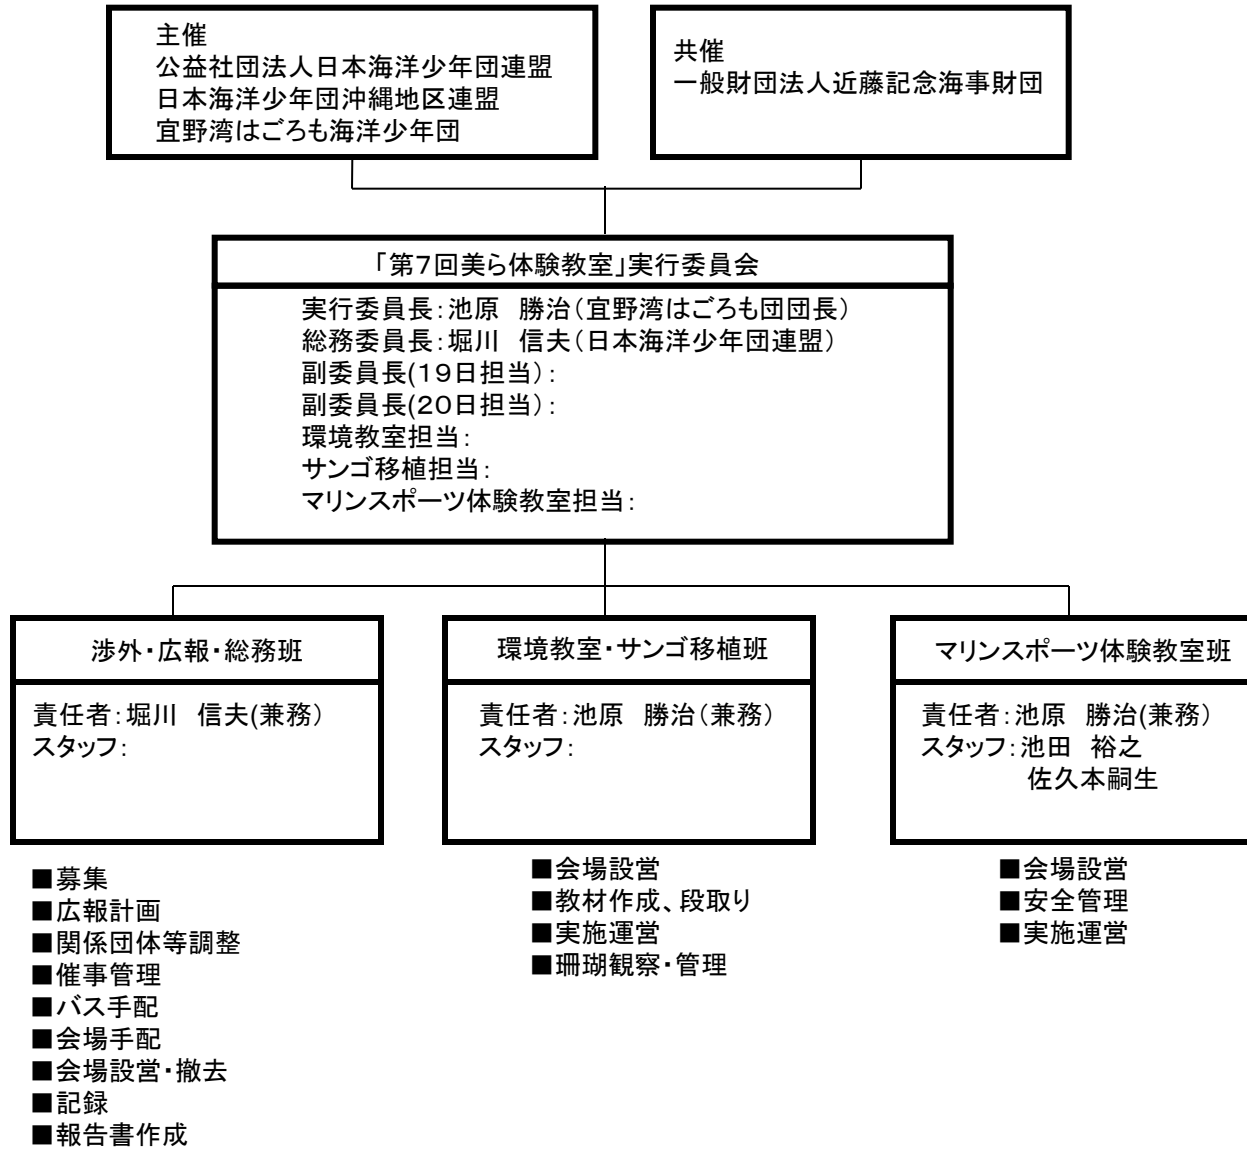 主催
公益社団法人日本海洋少年団連盟
日本海洋少年団沖縄地区連盟
宜野湾はごろも海洋少年団
共催
一般財団法人近藤記念海事財団
「第７回美ら体験教室」実行委員会
実行委員長：池原　勝治（宜野湾はごろも団団長）
総務委員長：堀川　信夫（日本海洋少年団連盟）
副委員長(１９日担当）：
副委員長(２０日担当）：
環境教室担当：
サンゴ移植担当：
マリンスポーツ体験教室担当：
渉外・広報・総務班
責任者：堀川　信夫(兼務）
スタッフ：
■募集
■広報計画
■関係団体等調整
■催事管理
■バス手配
■会場手配
■会場設営・撤去
■記録
■報告書作成
環境教室・サンゴ移植班
責任者：池原　勝治（兼務）
スタッフ：
■会場設営
■教材作成、段取り
■実施運営
■珊瑚観察・管理
マリンスポーツ体験教室班
責任者：池原　勝治(兼務）
スタッフ：池田　裕之
佐久本嗣生
■会場設営
■安全管理
■実施運営